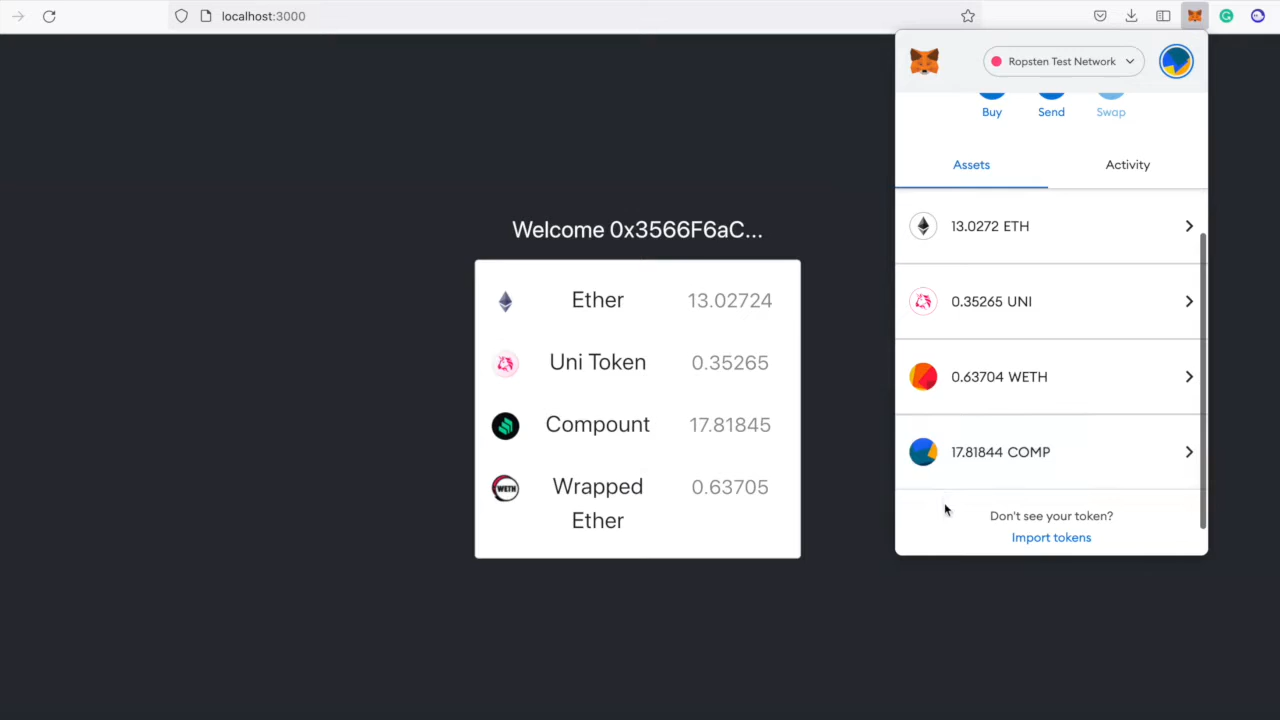 localhost:3000
Ropsten Test Network
Buy
Send
Swap
Assets
Activity
13.0272 ETH
0.35265 UNI
0.63704 WETH
17.81844 COMP
Don't see your token?
Import tokens
Welcome 0x3566F6aC...
Ether 13.02724
Uni Token 0.35265
Compount 17.81845
WETH
Wrapped 0.63705
Ether